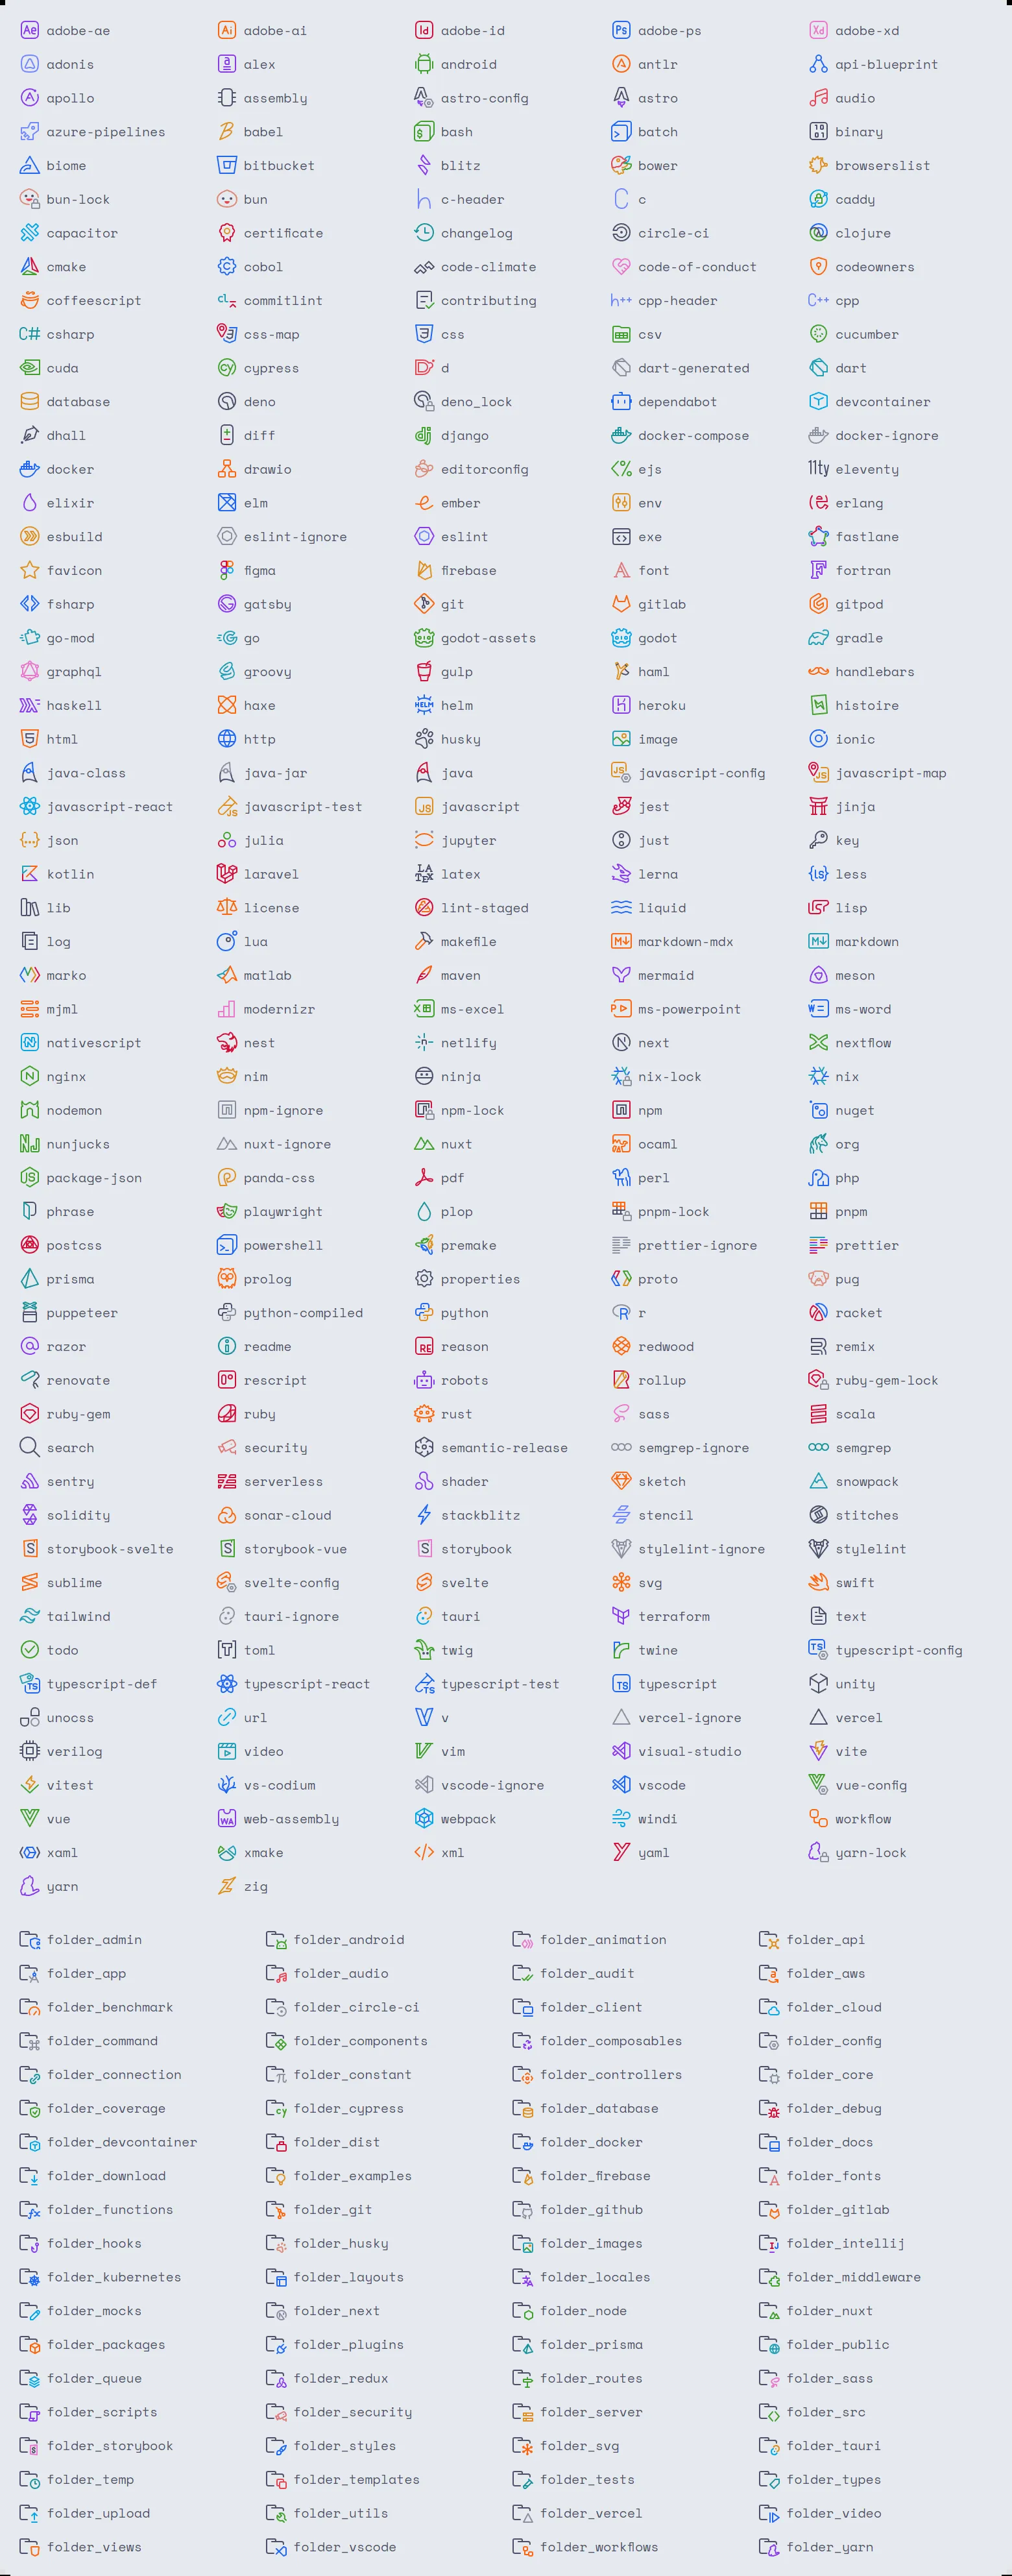 adobe-ae adobe-ai adobe-id adobe-ps adobe-xd
adonis alex android antlr api-blueprint
apollo assembly astro-config astro audio
azure-pipelines babel bash batch binary
biome bitbucket blitz bower browserslist
bun-lock bun c-header c caddy
capacitor certificate changelog circle-ci clojure
cmake cobol code-climate code-of-conduct codeowners
coffeescript commitlint contributing cpp-header cpp
csharp css-map css csv cucumber
cuda cypress d dart-generated dart
database deno deno_lock dependabot devcontainer
dhall diff django docker-compose docker-ignore
docker drawio editorconfig ejs eleventy
elixir elm ember env erlang
esbuild eslint-ignore eslint exe fastlane
favicon figma firebase font fortran
fsharp gatsby git gitlab gitpod
go-mod go godot-assets godot gradle
graphql groovy gulp haml handlebars
haskell haxe helm heroku histoire
html http husky image ionic
java-class java-jar java javascript-config javascript-map
javascript-react javascript-test javascript jest jinja
json julia jupyter just key
kotlin laravel latex lerna less
lib license lint-staged liquid lisp
log lua makefile markdown-mdx markdown
marko matlab maven mermaid meson
mjml modernizr ms-excel ms-powerpoint ms-word
nativescript nest netlify next nextflow
nginx nim ninja nix-lock nix
nodemon npm-ignore npm-lock npm nuget
nunjucks nuxt-ignore nuxt ocaml org
package-json panda-css pdf perl php
phrase playwright plop pnpm-lock pnpm
postcss powershell premake prettier-ignore prettier
prisma prolog properties proto pug
puppeteer python-compiled python r racket
razor readme reason redwood remix
renovate rescript robots rollup ruby-gem-lock
ruby-gem ruby rust sass scala
search security semantic-release semgrep-ignore semgrep
sentry serverless shader sketch snowpack
solidity sonar-cloud stackblitz stencil stitches
storybook-svelte storybook-vue storybook stylelint-ignore stylelint
sublime svelte-config svelte svg swift
tailwind tauri-ignore tauri terraform text
todo toml twig twine typescript-config
typescript-def typescript-react typescript-test typescript unity
unocss url v vercel-ignore vercel
verilog video vim visual-studio vite
vitest vs-codium vscode-ignore vscode vue-config
vue web-assembly webpack windi workflow
xaml xmake xml yaml yarn-lock
yarn zig
folder_admin folder_android folder_animation folder_api
folder_app folder_audio folder_audit folder_aws
folder_benchmark folder_circle-ci folder_client folder_cloud
folder_command folder_components folder_composables folder_config
folder_connection folder_constant folder_controllers folder_core
folder_coverage folder_cypress folder_database folder_debug
folder_devcontainer folder_dist folder_docker folder_docs
folder_download folder_examples folder_firebase folder_fonts
folder_functions folder_git folder_github folder_gitlab
folder_hooks folder_husky folder_images folder_intellij
folder_kubernetes folder_layouts folder_locales folder_middleware
folder_mocks folder_next folder_node folder_nuxt
folder_packages folder_plugins folder_prisma folder_public
folder_queue folder_redux folder_routes folder_sass
folder_scripts folder_security folder_server folder_src
folder_storybook folder_styles folder_svg folder_tauri
folder_temp folder_templates folder_tests folder_types
folder_upload folder_utils folder_vercel folder_video
folder_views folder_vscode folder_workflows folder_yarn